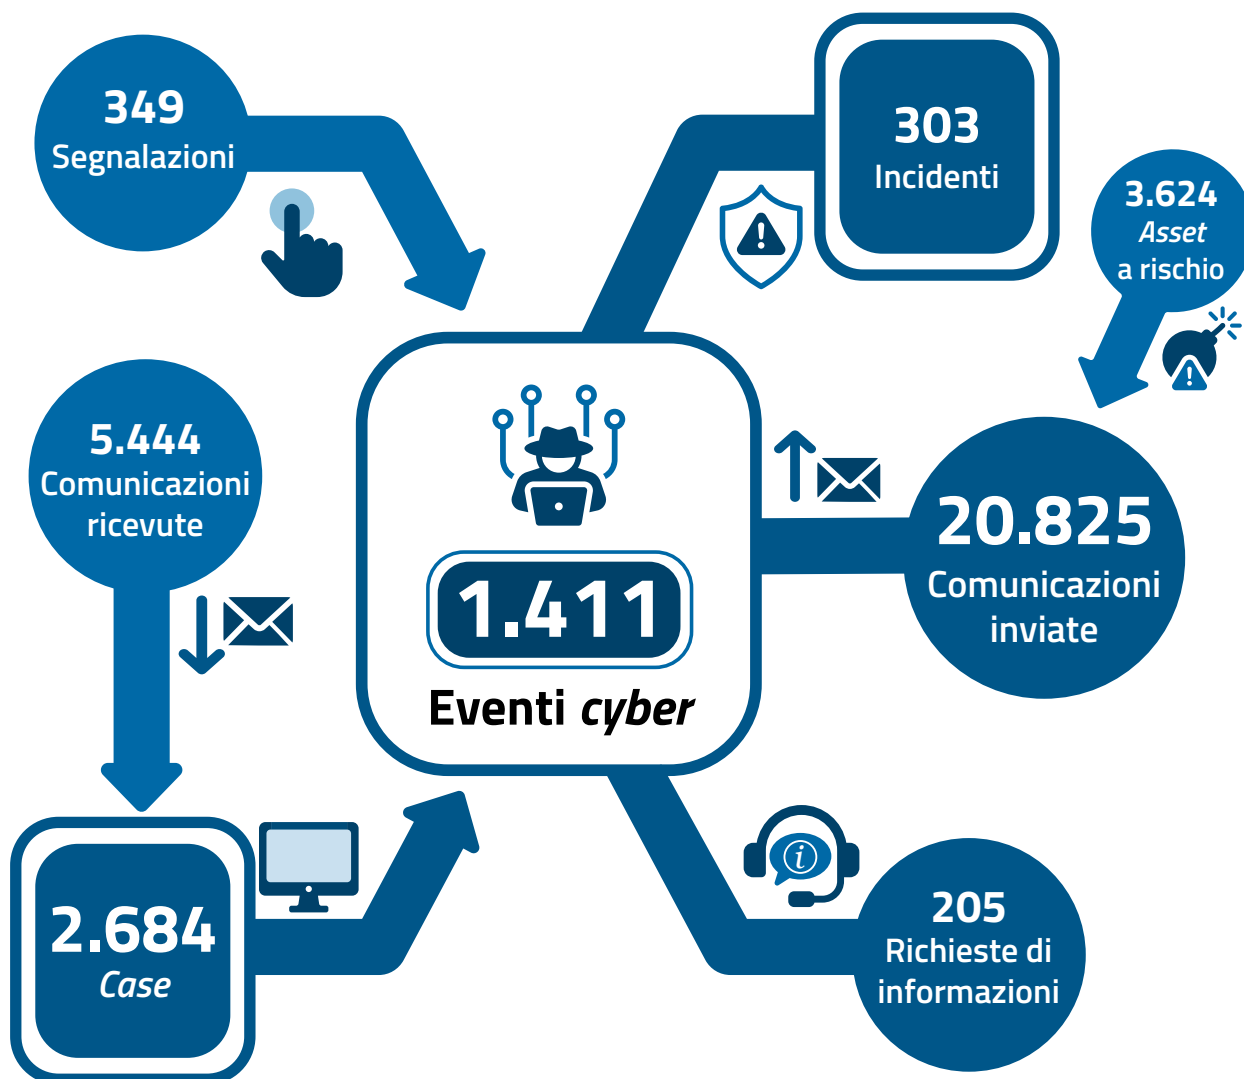 349
Segnalazioni
303
Incidenti
3.624
Asset
a rischio
5.444
Comunicazioni
ricevute
20.825
Comunicazioni
inviate
1.411
Eventi cyber
2.684
Case
i
205
Richieste di
informazioni